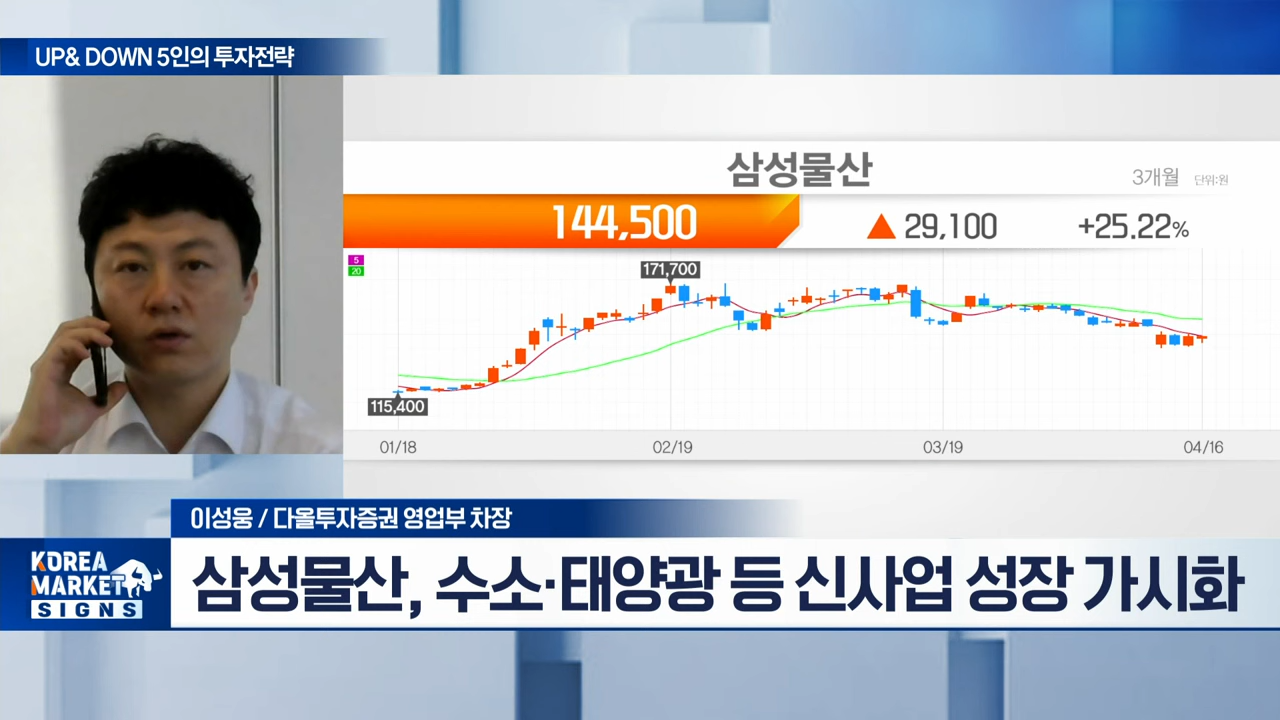 UP& DOWN 5인의 투자전략
삼성물산
3개월 단위:원
144,500 ▲ 29,100 +25.22%
5
20
171,700
115,400
01/18 02/19 03/19 04/16
이성웅 / 다올투자증권 영업부 차장
KOREA
MARKET
SIGNS
삼성물산, 수소·태양광 등 신사업 성장 가시화